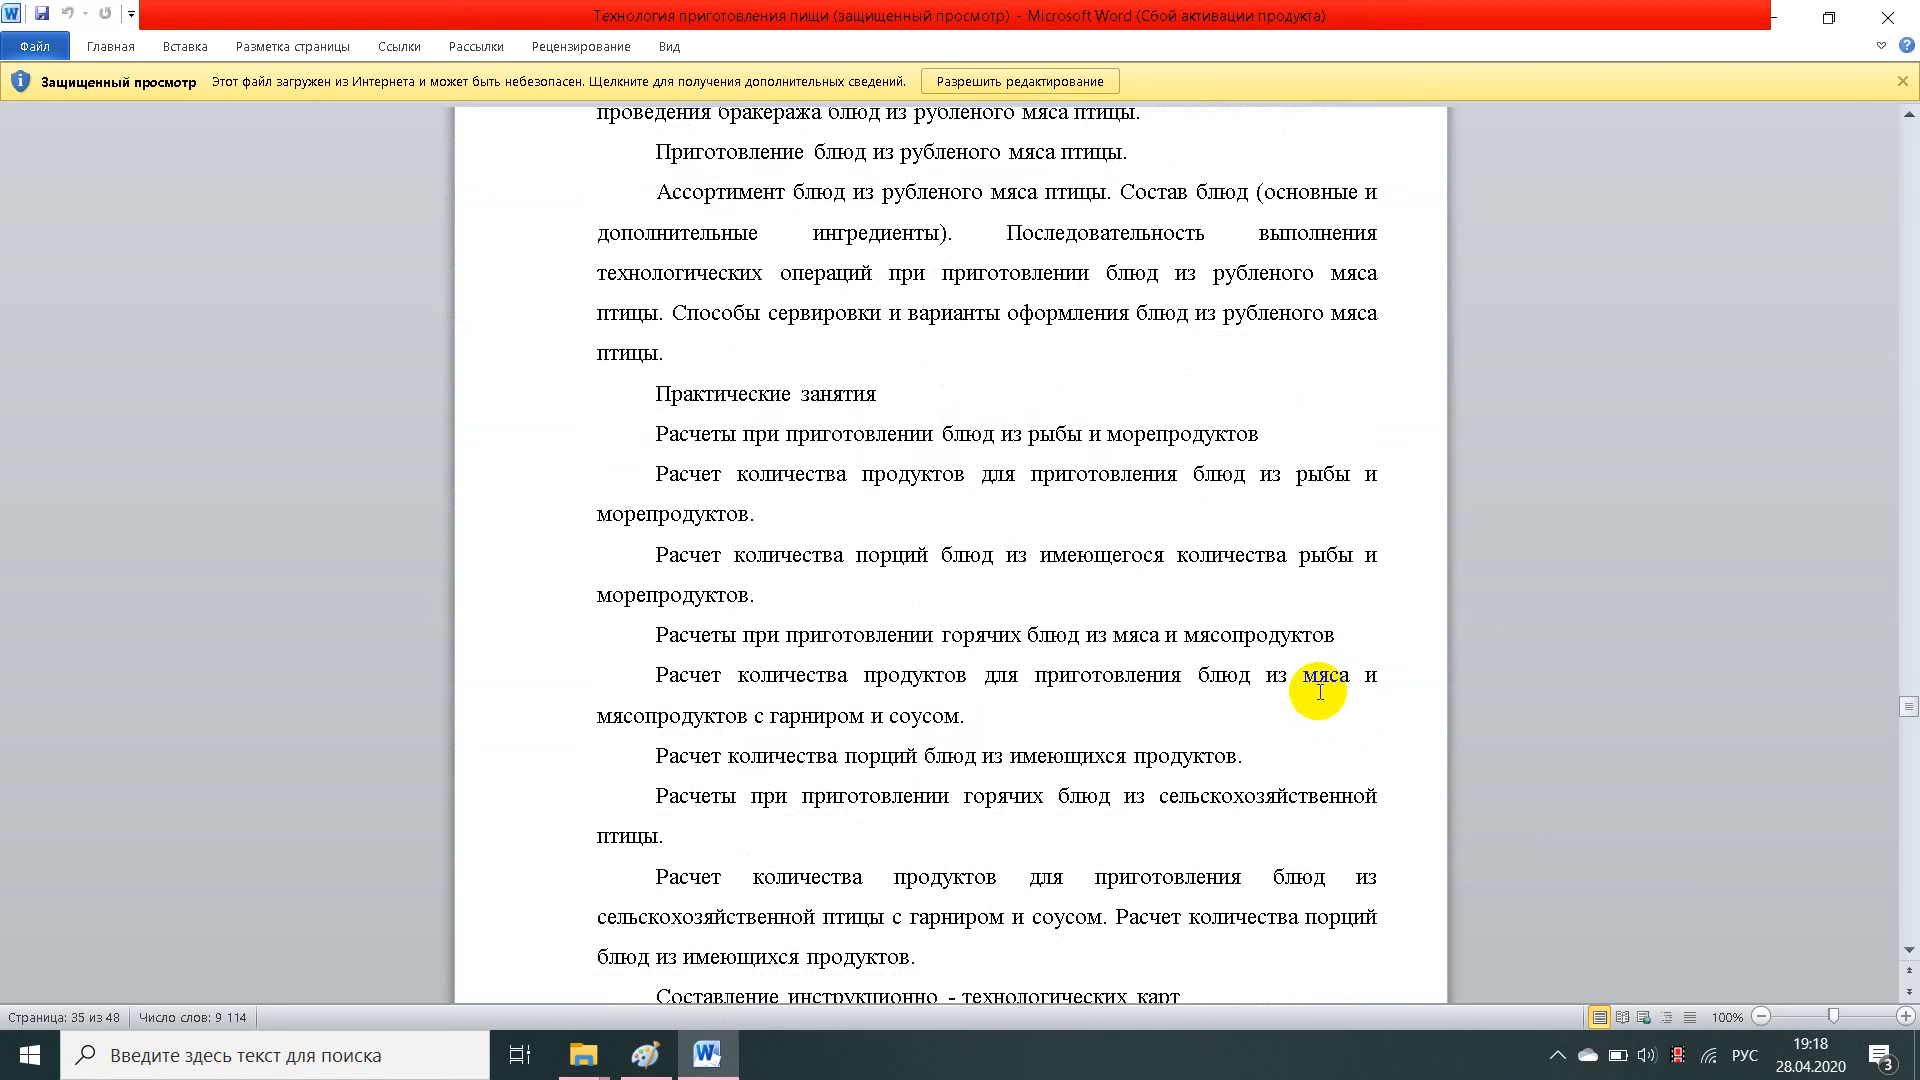 Технология приготовления пищи (защищенный просмотр) - Microsoft Word (Сбой активации продукта)
Файл Главная Вставка Разметка страницы Ссылки Рассылки Рецензирование Вид
Защищенный просмотр Этот файл загружен из Интернета и может быть небезопасен. Щелкните для получения дополнительных сведений. Разрешить редактирование
проведения бракеража блюд из рубленого мяса птицы.
Приготовление блюд из рубленого мяса птицы.
Ассортимент блюд из рубленого мяса птицы. Состав блюд (основные и
дополнительные ингредиенты). Последовательность выполнения
технологических операций при приготовлении блюд из рубленого мяса
птицы. Способы сервировки и варианты оформления блюд из рубленого мяса
птицы.
Практические занятия
Расчеты при приготовлении блюд из рыбы и морепродуктов
Расчет количества продуктов для приготовления блюд из рыбы и
морепродуктов.
Расчет количества порций блюд из имеющегося количества рыбы и
морепродуктов.
Расчеты при приготовлении горячих блюд из мяса и мясопродуктов
Расчет количества продуктов для приготовления блюд из мяса и
мясопродуктов с гарниром и соусом.
Расчет количества порций блюд из имеющихся продуктов.
Расчеты при приготовлении горячих блюд из сельскохозяйственной
птицы.
Расчет количества продуктов для приготовления блюд из
сельскохозяйственной птицы с гарниром и соусом. Расчет количества порций
блюд из имеющихся продуктов.
Составление инструкционно - технологических карт
Страница: 35 из 48 Число слов: 9 114 100%
Введите здесь текст для поиска РУС 19:18
28.04.2020 3